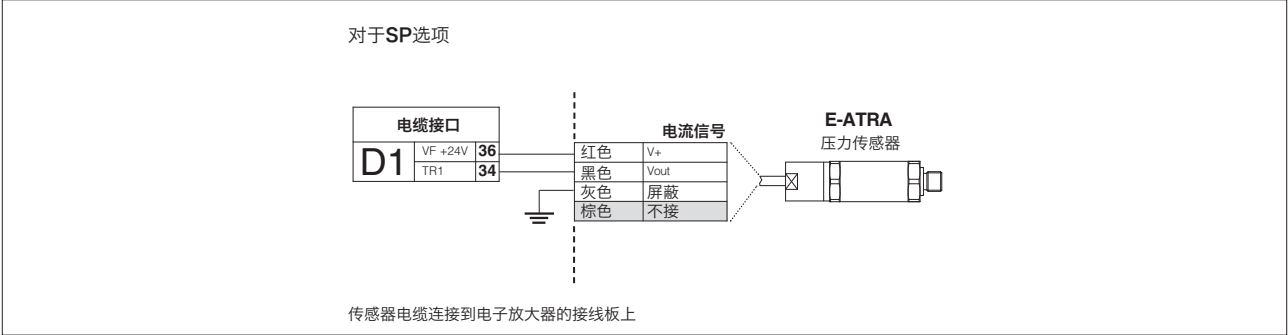 对于SP选项
电缆接口
D1
VF +24V 36
TR1 34
电流信号
红色 V+
黑色 Vout
灰色 屏蔽
棕色 不接
E-ATRA
压力传感器
传感器电缆连接到电子放大器的接线板上